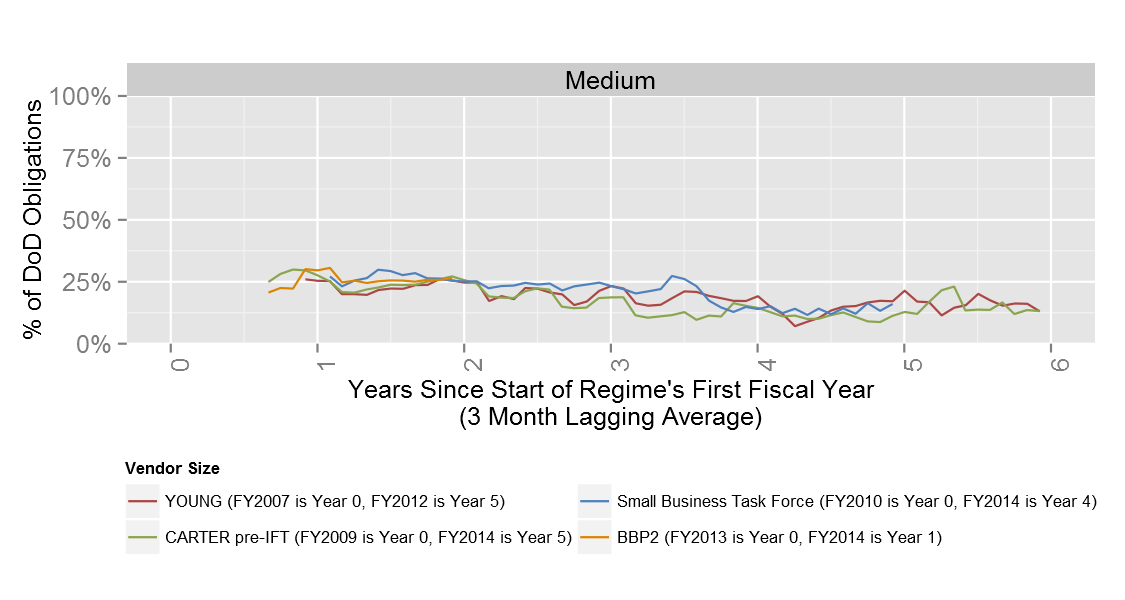 Medium
% of DoD Obligations
100%
75%
50%
25%
0%
0
1
2
3
4
5
6
Years Since Start of Regime's First Fiscal Year
(3 Month Lagging Average)
Vendor Size
YOUNG (FY2007 is Year 0, FY2012 is Year 5)
Small Business Task Force (FY2010 is Year 0, FY2014 is Year 4)
CARTER pre-IFT (FY2009 is Year 0, FY2014 is Year 5)
BBP2 (FY2013 is Year 0, FY2014 is Year 1)